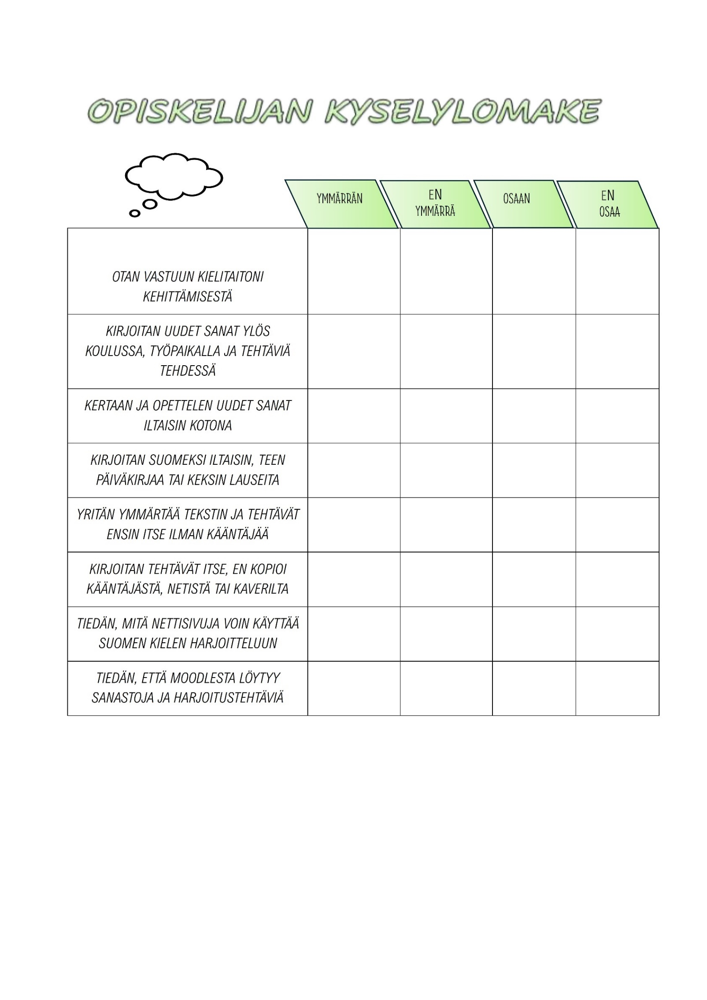 OPISKELIJAN KYSELYLOMAKE
YMMÄRRÄN
EN
YMMÄRRÄ
OSAAN
EN
OSAA
OTAN VASTUUN KIELITAITONI
KEHITTÄMISESTÄ
KIRJOITAN UUDET SANAT YLÖS
KOULUSSA, TYÖPAIKALLA JA TEHTÄVIÄ
TEHDESSÄ
KERTAAN JA OPETTELEN UUDET SANAT
ILTAISIN KOTONA
KIRJOITAN SUOMEKSI ILTAISIN, TEEN
PÄIVÄKIRJAA TAI KEKSIN LAUSEITA
YRITÄN YMMÄRTÄÄ TEKSTIN JA TEHTÄVÄT
ENSIN ITSE ILMAN KÄÄNTÄJÄÄ
KIRJOITAN TEHTÄVÄT ITSE, EN KOPIOI
KÄÄNTÄJÄSTÄ, NETISTÄ TAI KAVERILTA
TIEDÄN, MITÄ NETTISIVUJA VOIN KÄYTTÄÄ
SUOMEN KIELEN HARJOITTELUUN
TIEDÄN, ETTÄ MOODLESTA LÖYTYY
SANASTOJA JA HARJOITUSTEHTÄVIÄ